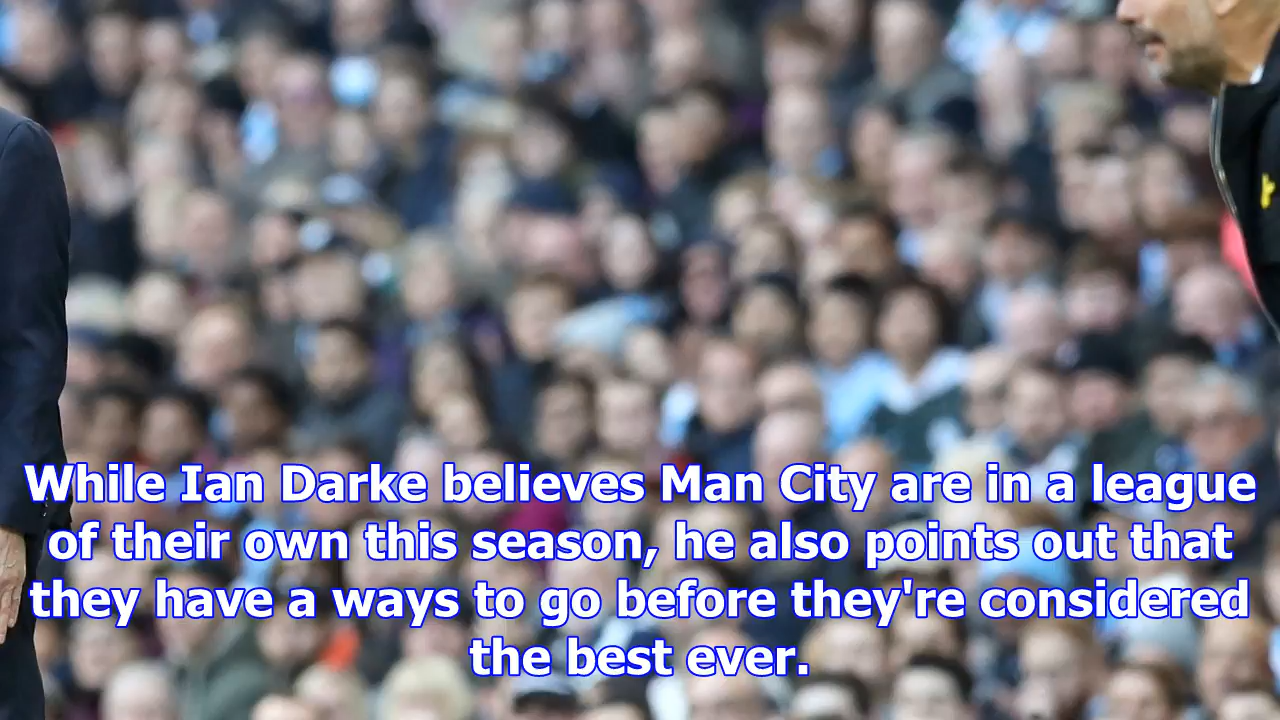 While Ian Darke believes Man City are in a league
of their own this season, he also points out that
they have a ways to go before they're considered
the best ever.